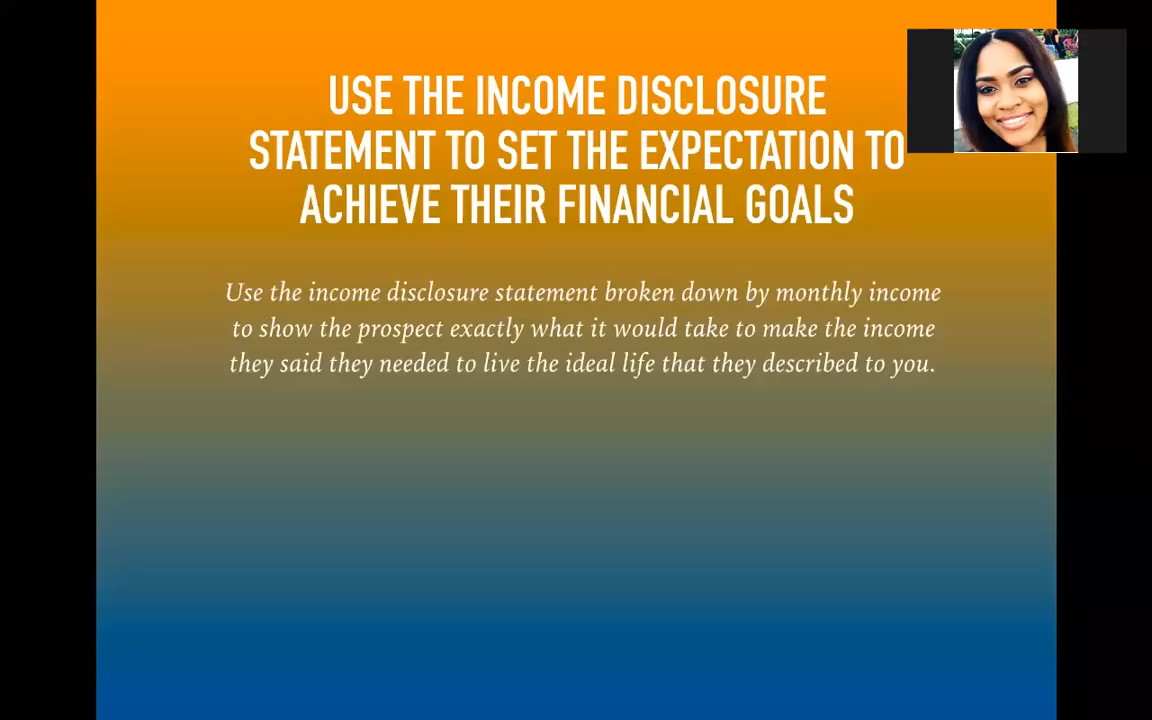 USE THE INCOME DISCLOSURE
STATEMENT TO SET THE EXPECTATION TO
ACHIEVE THEIR FINANCIAL GOALS
Use the income disclosure statement broken down by monthly income
to show the prospect exactly what it would take to make the income
they said they needed to live the ideal life that they described to you.